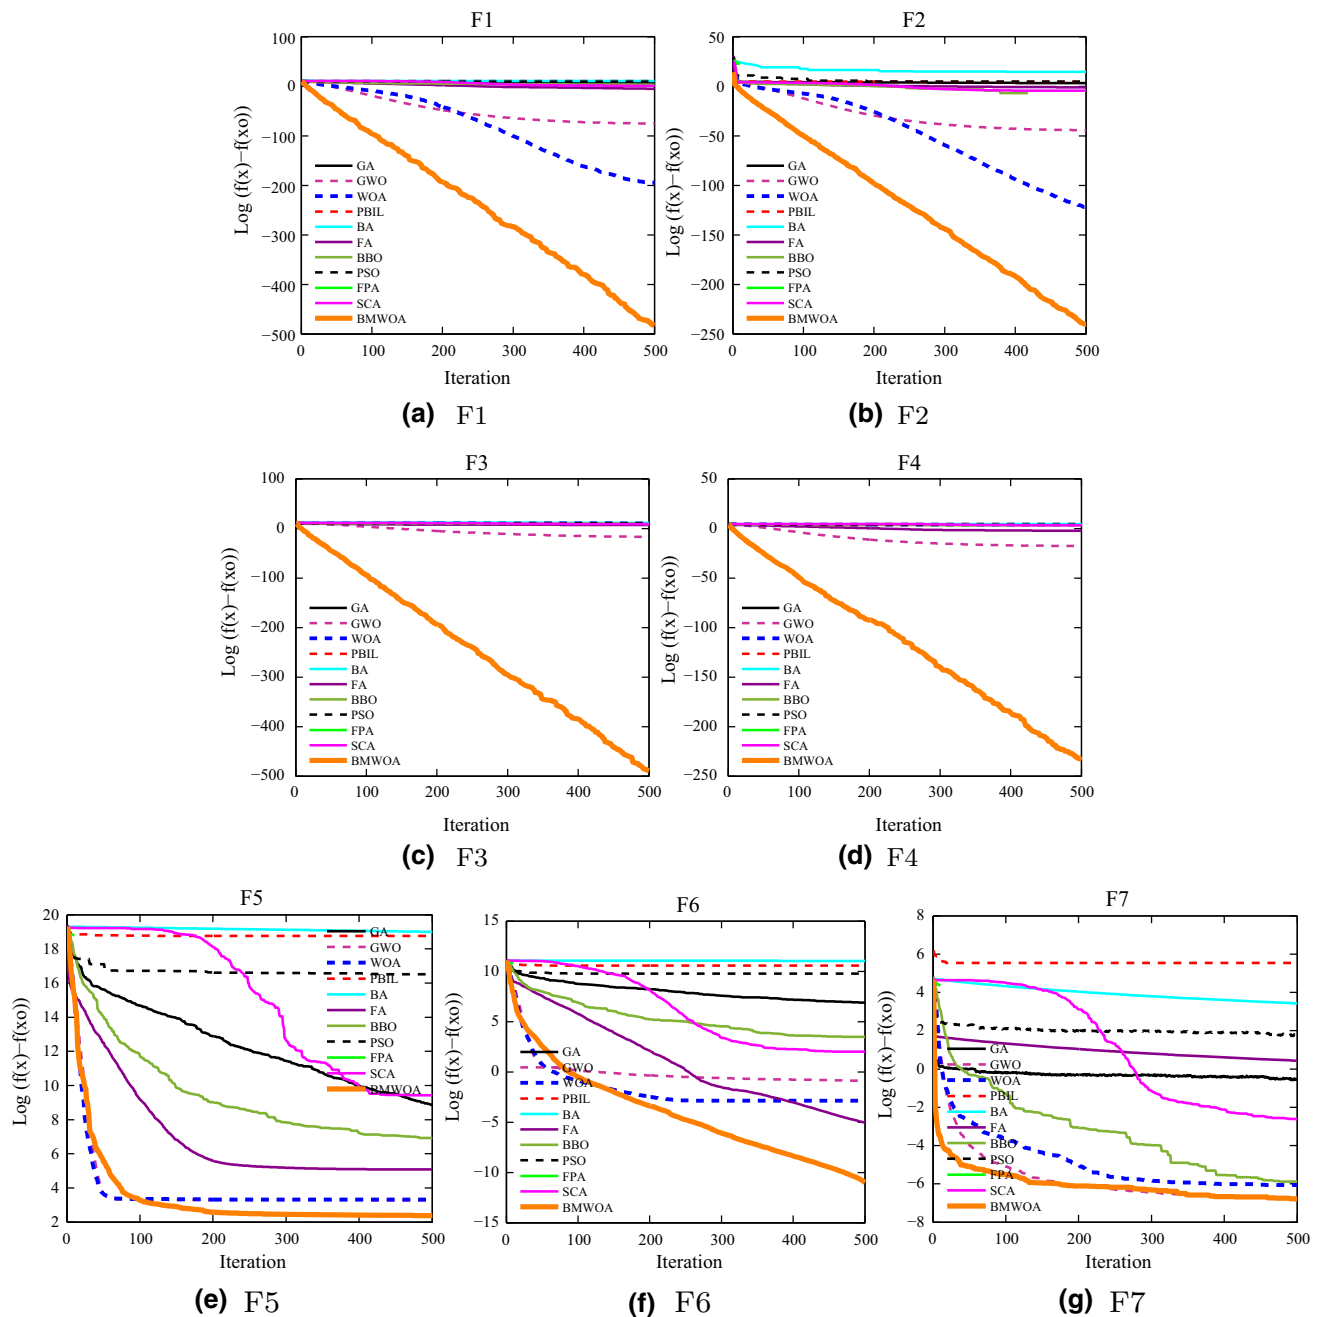 F1
Log (f(x)−f(xo))
100
0
−100
−200
−300
−400
−500
GA
GWO
WOA
PBIL
BA
FA
BBO
PSO
FPA
SCA
BMWOA
0 100 200 300 400 500
Iteration
(a) F1
F2
Log (f(x)−f(xo))
50
0
−50
−100
−150
−200
−250
GA
GWO
WOA
PBIL
BA
FA
BBO
PSO
FPA
SCA
BMWOA
0 100 200 300 400 500
Iteration
(b) F2
F3
Log (f(x)−f(xo))
100
0
−100
−200
−300
−400
−500
GA
GWO
WOA
PBIL
BA
FA
BBO
PSO
FPA
SCA
BMWOA
0 100 200 300 400 500
Iteration
(c) F3
F4
Log (f(x)−f(xo))
50
0
−50
−100
−150
−200
−250
GA
GWO
WOA
PBIL
BA
FA
BBO
PSO
FPA
SCA
BMWOA
0 100 200 300 400 500
Iteration
(d) F4
F5
Log (f(x)−f(xo))
20
18
16
14
12
10
8
6
4
2
GA
GWO
WOA
PBIL
BA
FA
BBO
PSO
FPA
SCA
BMWOA
0 100 200 300 400 500
Iteration
(e) F5
F6
Log (f(x)−f(xo))
15
10
5
0
−5
−10
−15
GA
GWO
WOA
PBIL
BA
FA
BBO
PSO
FPA
SCA
BMWOA
0 100 200 300 400 500
Iteration
(f) F6
F7
Log (f(x)−f(xo))
8
6
4
2
0
−2
−4
−6
−8
GA
GWO
WOA
PBIL
BA
FA
BBO
PSO
FPA
SCA
BMWOA
0 100 200 300 400 500
Iteration
(g) F7